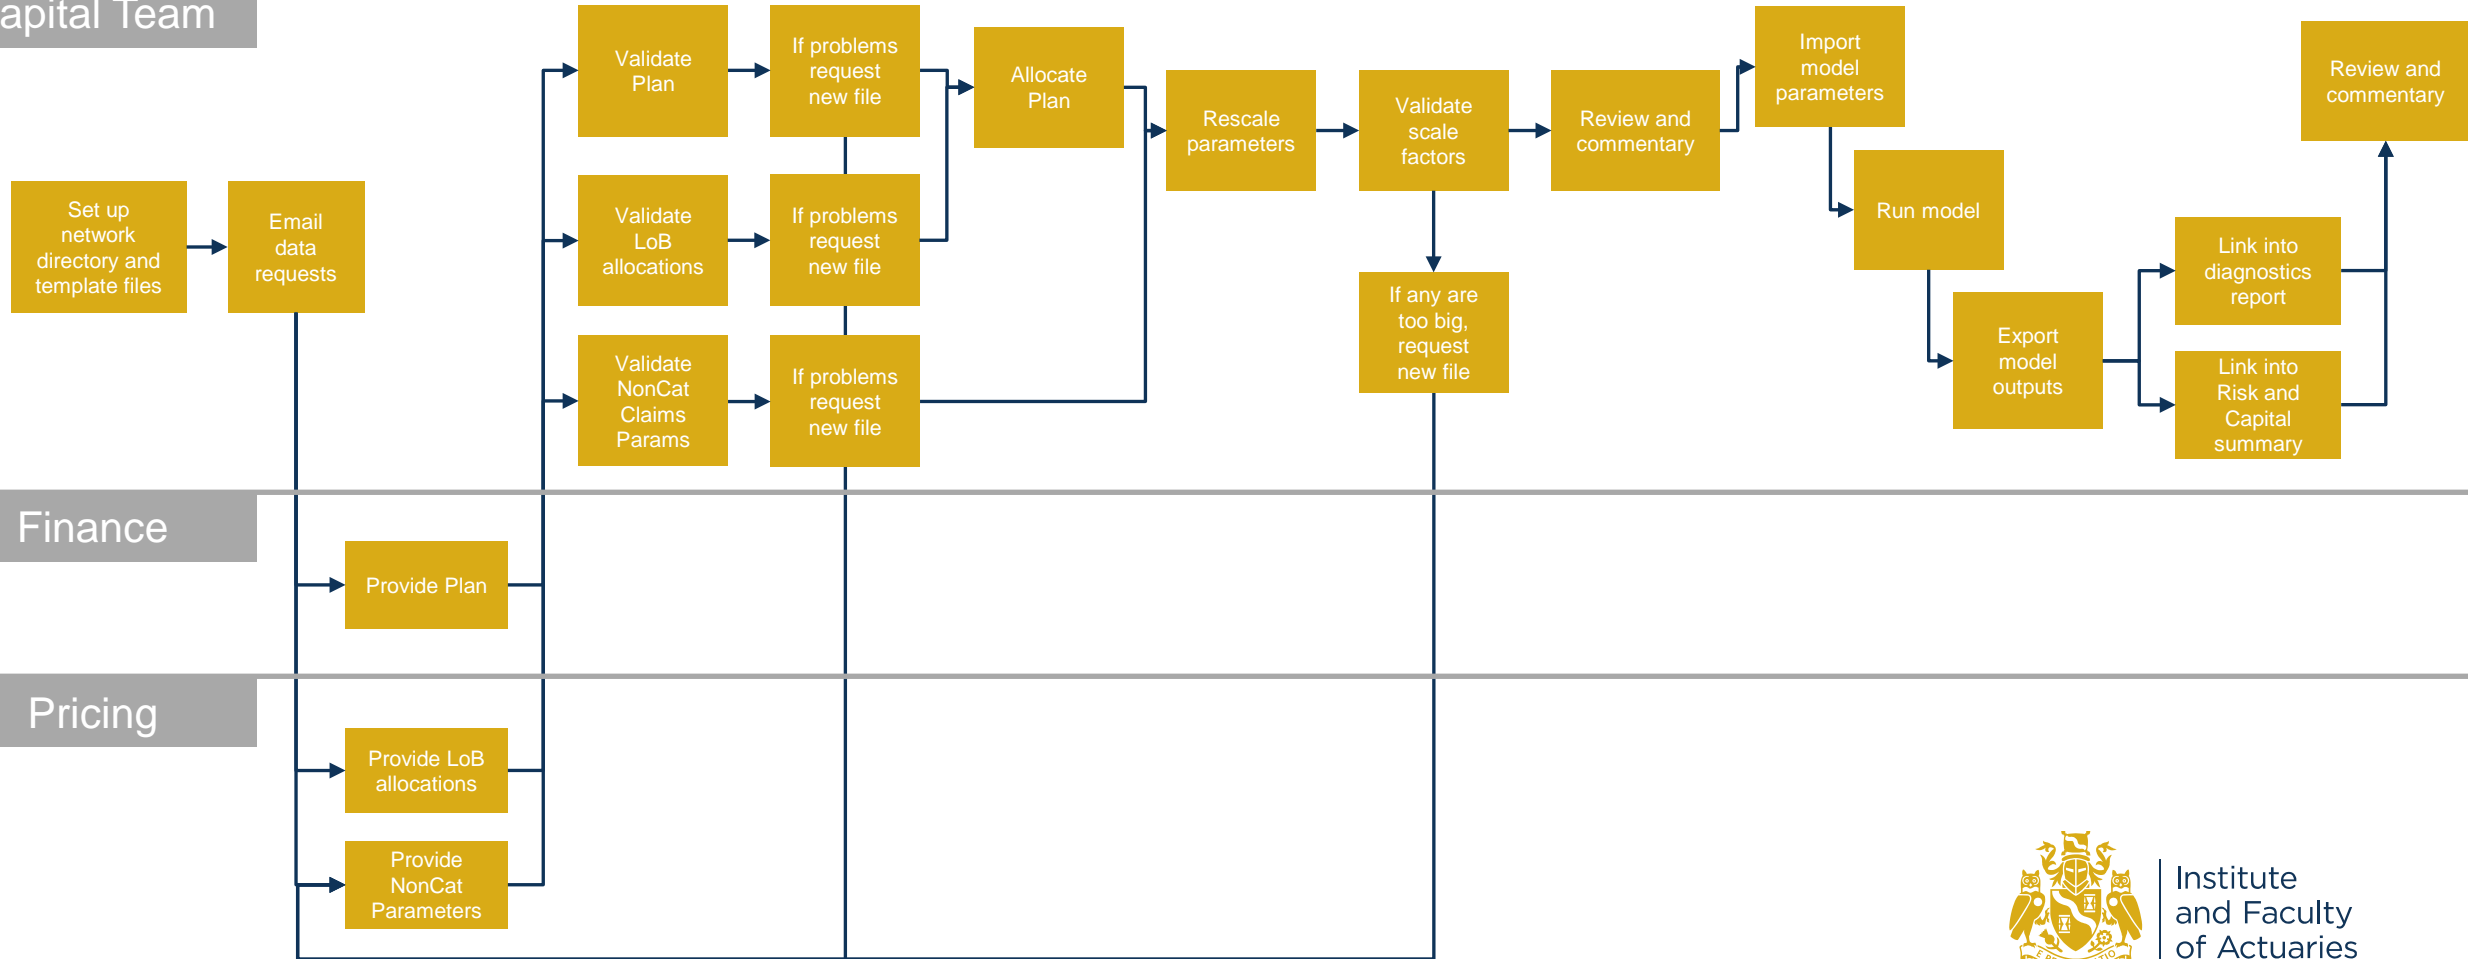 apital Team
Validate
Plan
If problems
request
new file
Allocate
Plan
Rescale
parameters
Validate
scale
factors
Review and
commentary
Import
model
parameters
Review and
commentary
Set up
network
directory and
template files
Email
data
requests
Validate
LoB
allocations
If problems
request
new file
Run model
Link into
diagnostics
report
If any are
too big,
request
new file
Export
model
outputs
Validate
NonCat
Claims
Params
If problems
request
new file
Link into
Risk and
Capital
summary
Finance
Provide Plan
Pricing
Provide LoB
allocations
Provide
NonCat
Parameters
Institute
and Faculty
of Actuaries